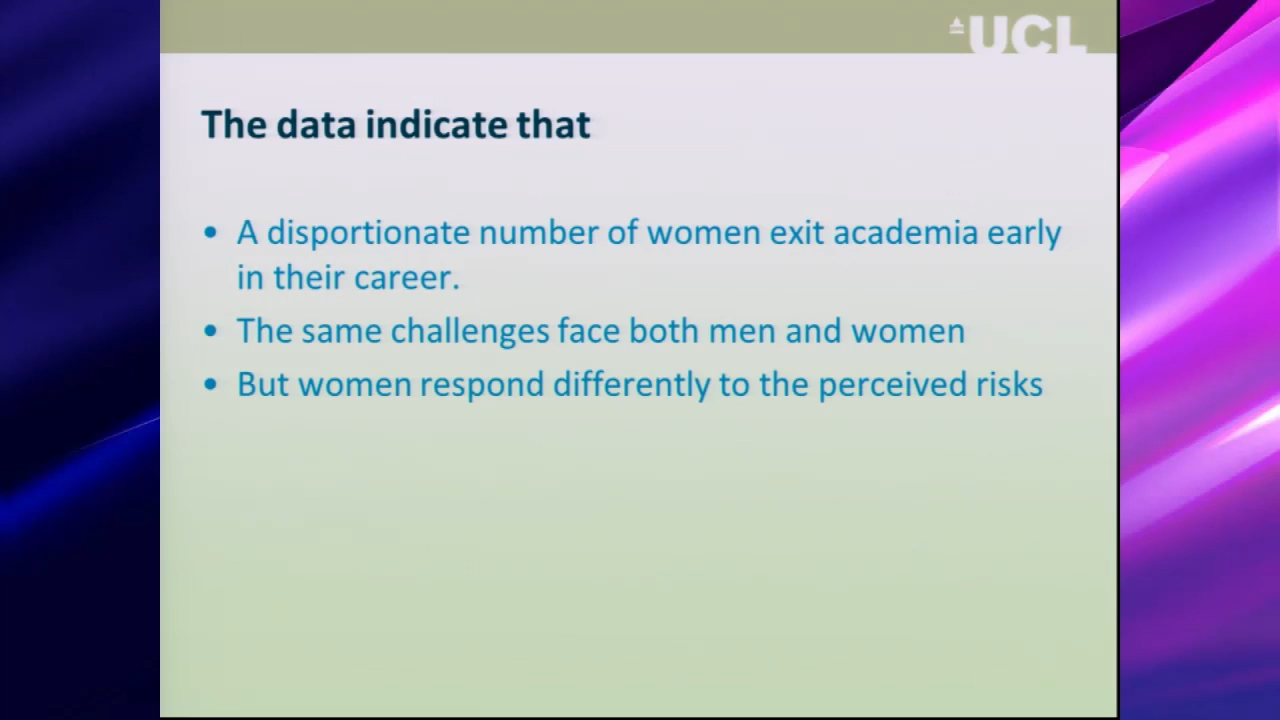 UCL
The data indicate that
• A disportionate number of women exit academia early
in their career.
• The same challenges face both men and women
• But women respond differently to the perceived risks